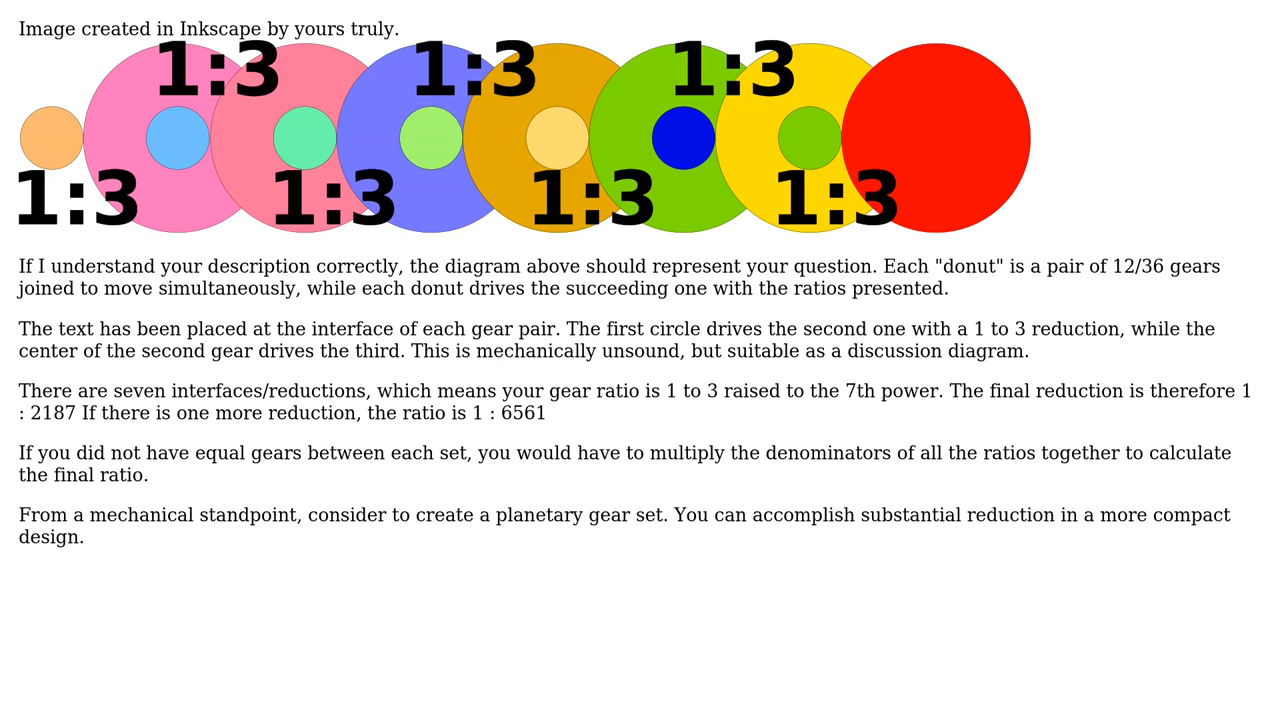 Image created in Inkscape by yours truly.
1:3 1:3 1:3
1:3 1:3 1:3 1:3
If I understand your description correctly, the diagram above should represent your question. Each "donut" is a pair of 12/36 gears
joined to move simultaneously, while each donut drives the succeeding one with the ratios presented.
The text has been placed at the interface of each gear pair. The first circle drives the second one with a 1 to 3 reduction, while the
center of the second gear drives the third. This is mechanically unsound, but suitable as a discussion diagram.
There are seven interfaces/reductions, which means your gear ratio is 1 to 3 raised to the 7th power. The final reduction is therefore 1
: 2187 If there is one more reduction, the ratio is 1 : 6561
If you did not have equal gears between each set, you would have to multiply the denominators of all the ratios together to calculate
the final ratio.
From a mechanical standpoint, consider to create a planetary gear set. You can accomplish substantial reduction in a more compact
design.